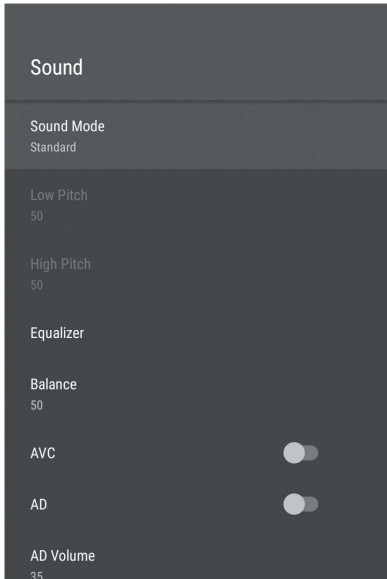 Sound
Sound Mode
Standard
Low Pitch
50
High Pitch
50
Equalizer
Balance
50
AVC
AD
AD Volume
35